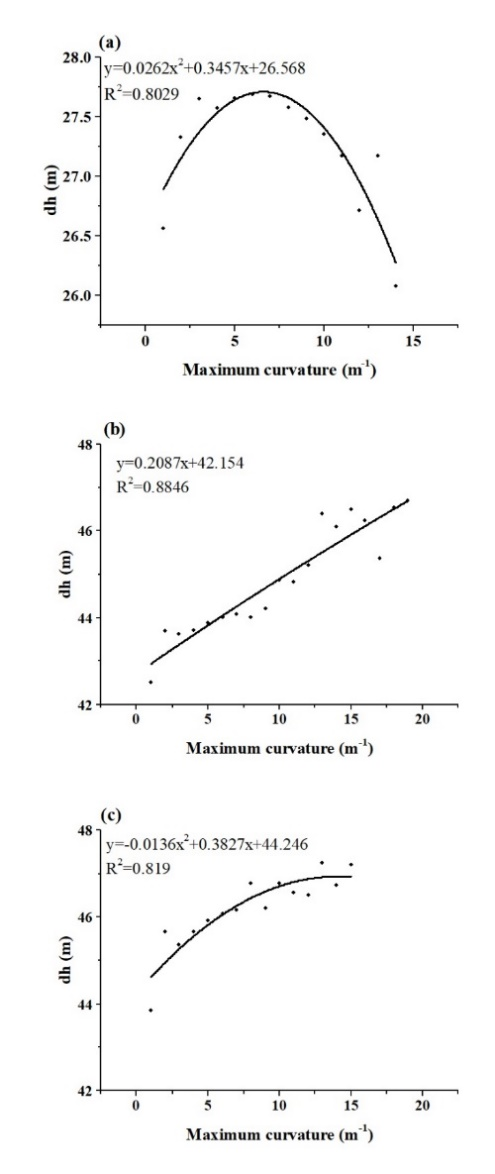 (a)
28.0
y=0.0262x²+0.3457x+26.568
R²=0.8029
27.5
27.0
26.5
26.0
dh (m)
0 5 10 15
Maximum curvature (m⁻¹)
(b)
48
y=0.2087x+42.154
R²=0.8846
46
44
42
dh (m)
0 5 10 15 20
Maximum curvature (m⁻¹)
(c)
48
y=-0.0136x²+0.3827x+44.246
R²=0.819
46
44
42
dh (m)
0 5 10 15 20
Maximum curvature (m⁻¹)